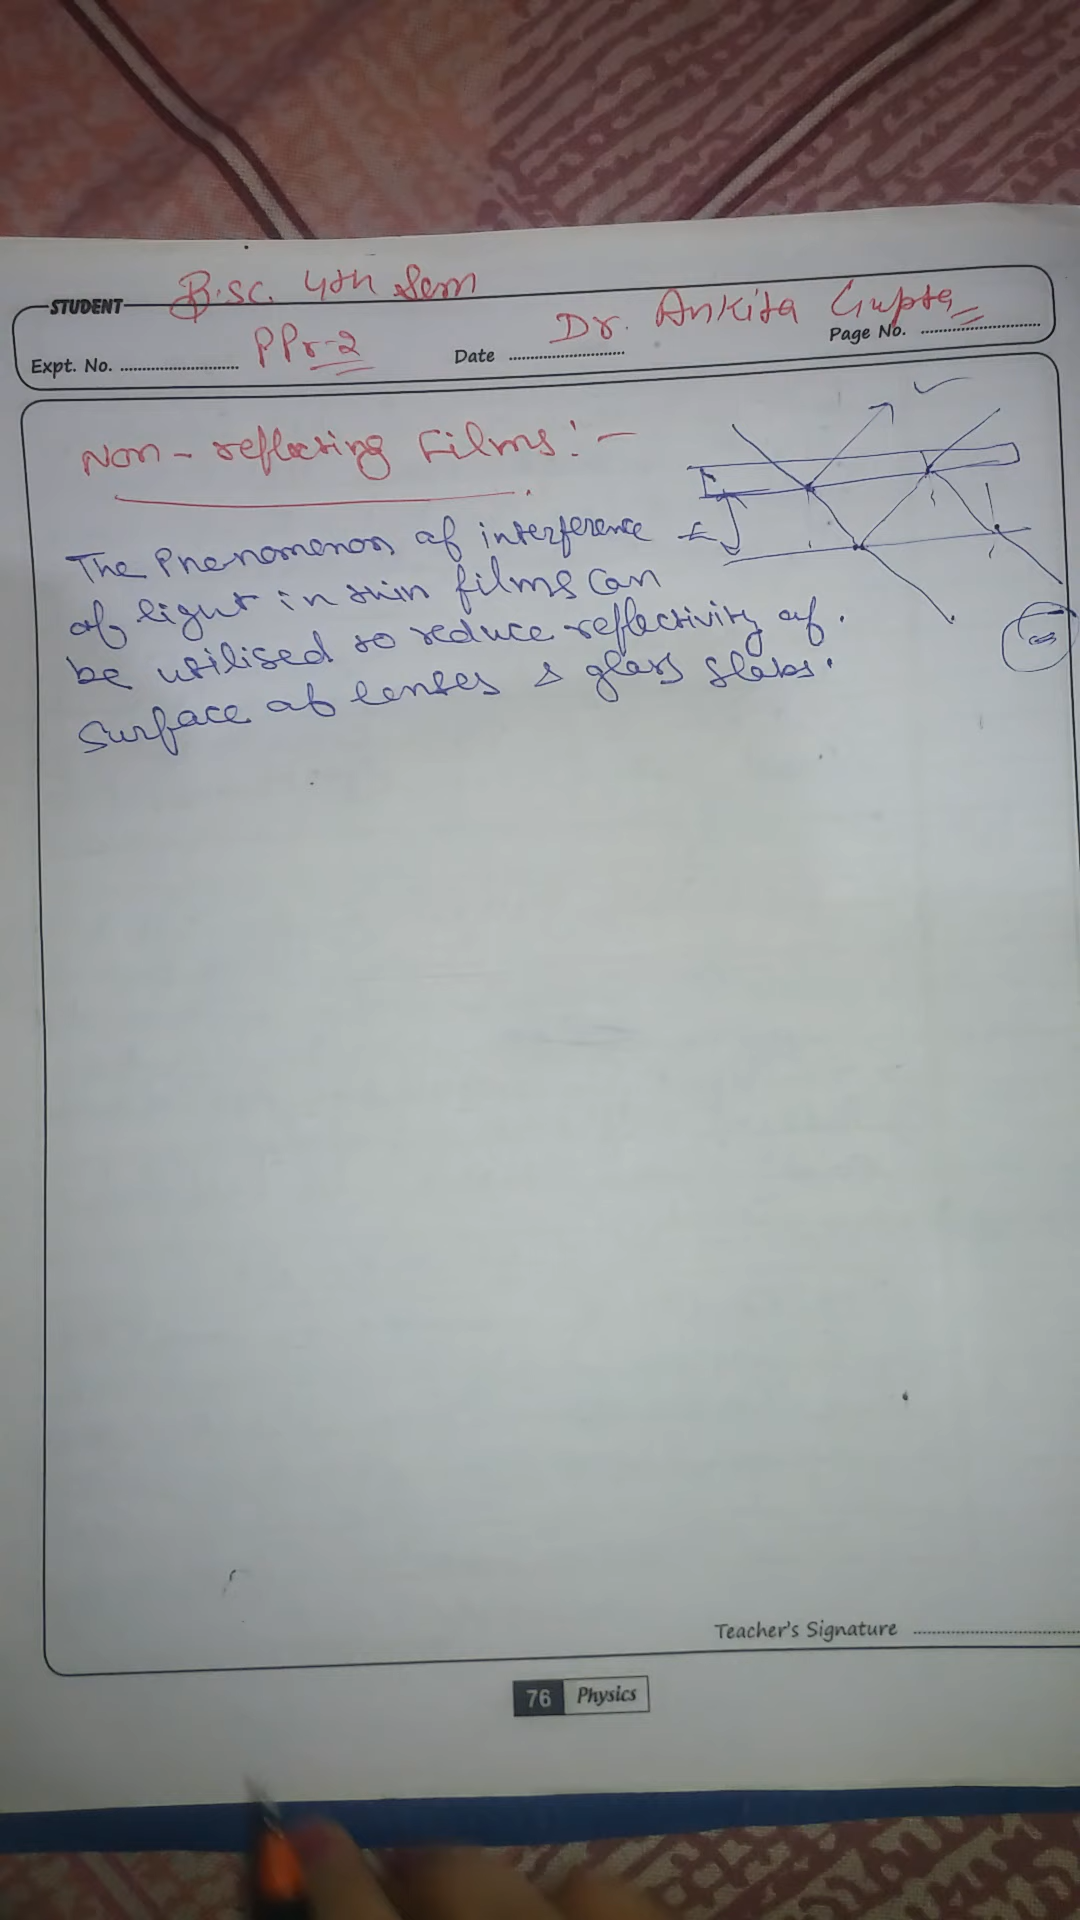 B.sc. 4th Sem
STUDENT
PPr-2
Dr. Ankita Gupta
Expt. No. Date Page No.
Non-reflecting Films:-
The Phenomenon of interference
of light in thin films can
be utilised to reduce reflectivity of
surface of lenses & glass slabs.
t
Teacher's Signature
76 Physics